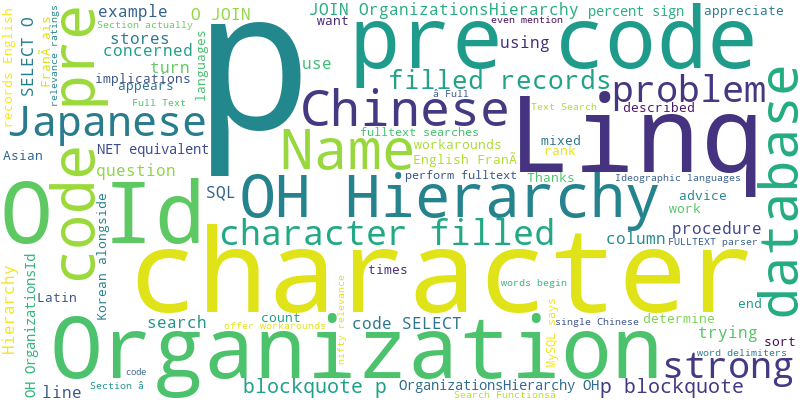 records English
FranÃ ais
relevance ratings
SELECT O
pre
example
Section actually
stores
concerned
turn
implications
appears
Full Text
languages
O JOIN
p
JOIN OrganizationsHierarchy
want
even mention
use
using
percent sign
appreciate
pre code
filled records
â Full
problem
database
Japanese
code
NET equivalent
Asian
question
SQL
Chinese
Name
fulltext searches
workarounds
English FranÃ
perform fulltext
Linq
Text Search
described
mixed
rank
Thanks
Ideographic languages
advice
work
O Id
OH Hierarchy
Korean alongside
character filled
column
procedure
FULLTEXT parser
Hierarchy
OH OrganizationsId
Latin
character
times
words begin
end
search
count
offer workarounds
nifty relevance
code SELECT
MySQL says
single Chinese
determine
trying
sort
word delimiters
Organization
strong
line
code
Section â
blockquote p
OrganizationsHierarchy OH
Search Functionsâ
p blockquote